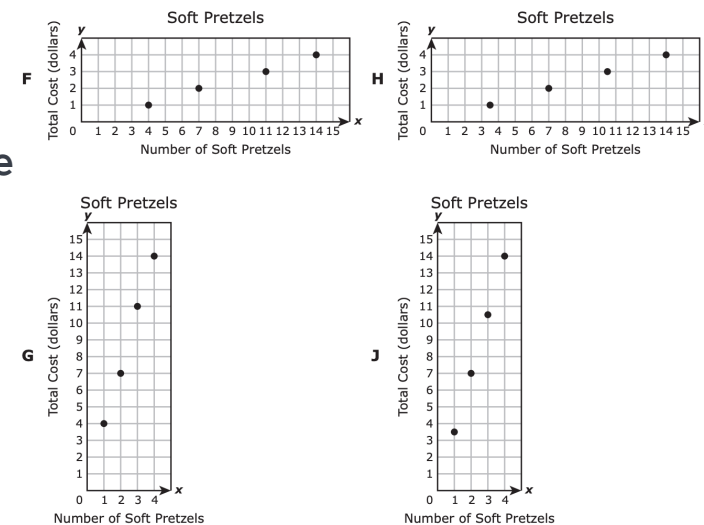 Soft Pretzels
y
F
Total Cost (dollars)
4
3
2
1
0 1 2 3 4 5 6 7 8 9 10 11 12 13 14 15
x
Number of Soft Pretzels
Soft Pretzels
y
H
Total Cost (dollars)
4
3
2
1
0 1 2 3 4 5 6 7 8 9 10 11 12 13 14 15
x
Number of Soft Pretzels
e
Soft Pretzels
y
G
Total Cost (dollars)
15
14
13
12
11
10
9
8
7
6
5
4
3
2
1
0 1 2 3 4
x
Number of Soft Pretzels
Soft Pretzels
y
J
Total Cost (dollars)
15
14
13
12
11
10
9
8
7
6
5
4
3
2
1
0 1 2 3 4
x
Number of Soft Pretzels